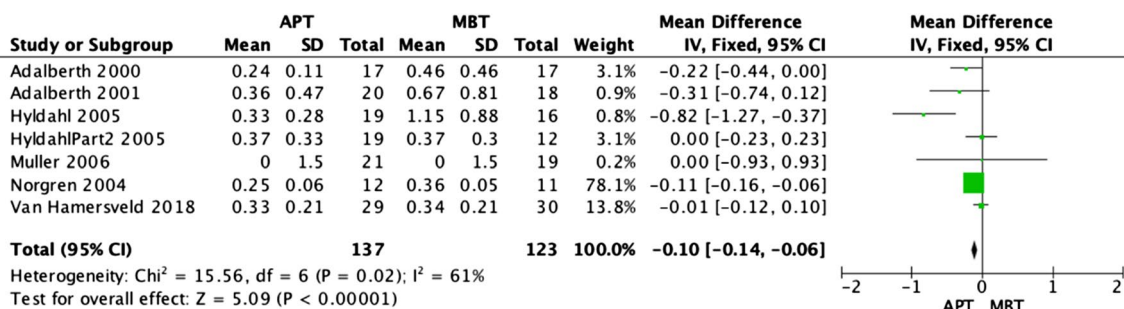 APT MBT Mean Difference Mean Difference
Study or Subgroup Mean SD Total Mean SD Total Weight IV, Fixed, 95% CI IV, Fixed, 95% CI
Adalberth 2000 0.24 0.11 17 0.46 0.46 17 3.1% −0.22 [−0.44, 0.00]
Adalberth 2001 0.36 0.47 20 0.67 0.81 18 0.9% −0.31 [−0.74, 0.12]
Hyldahl 2005 0.33 0.28 19 1.15 0.88 16 0.8% −0.82 [−1.27, −0.37]
HyldahlPart2 2005 0.37 0.33 19 0.37 0.3 12 3.1% 0.00 [−0.23, 0.23]
Muller 2006 0 1.5 21 0 1.5 19 0.2% 0.00 [−0.93, 0.93]
Norgren 2004 0.25 0.06 12 0.36 0.05 11 78.1% −0.11 [−0.16, −0.06]
Van Hamersveld 2018 0.33 0.21 29 0.34 0.21 30 13.8% −0.01 [−0.12, 0.10]
Total (95% CI) 137 123 100.0% −0.10 [−0.14, −0.06]
Heterogeneity: Chi² = 15.56, df = 6 (P = 0.02); I² = 61%
Test for overall effect: Z = 5.09 (P < 0.00001)
−2 −1 0 1 2
APT MBT